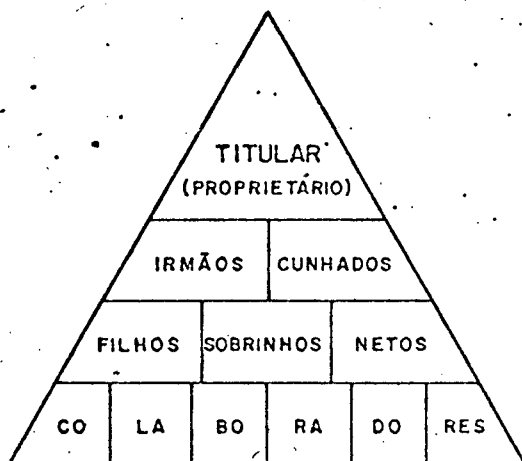 TITULAR
(PROPRIETÁRIO)
IRMÃOS CUNHADOS
FILHOS SOBRINHOS NETOS
CO LA BO RA DO RES